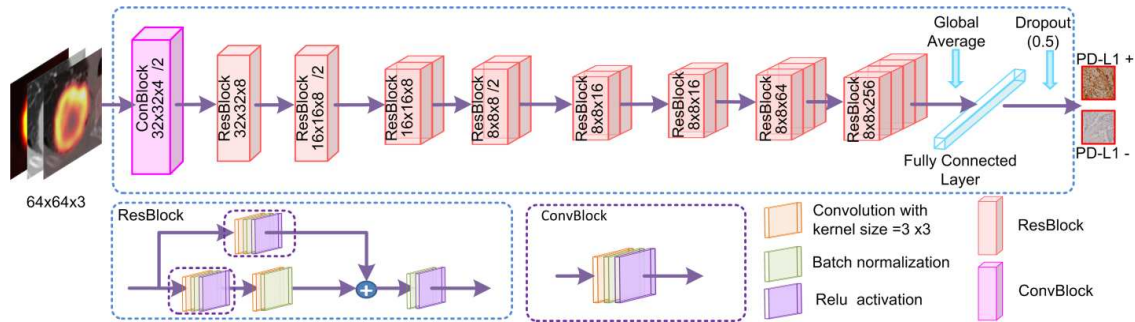 Global
Average
Dropout
(0.5)
PD-L1 +
ConBlock
32x32x4 /2
ResBlock
32x32x8
ResBlock
16x16x8 /2
ResBlock
16x16x8
ResBlock
8x8x8 /2
ResBlock
8x8x16
ResBlock
8x8x16
ResBlock
8x8x64
ResBlock
8x8x256
PD-L1 -
Fully Connected
Layer
64x64x3
ResBlock
ConvBlock
Convolution with
kernel size =3 x3
Batch normalization
Relu activation
ResBlock
ConvBlock